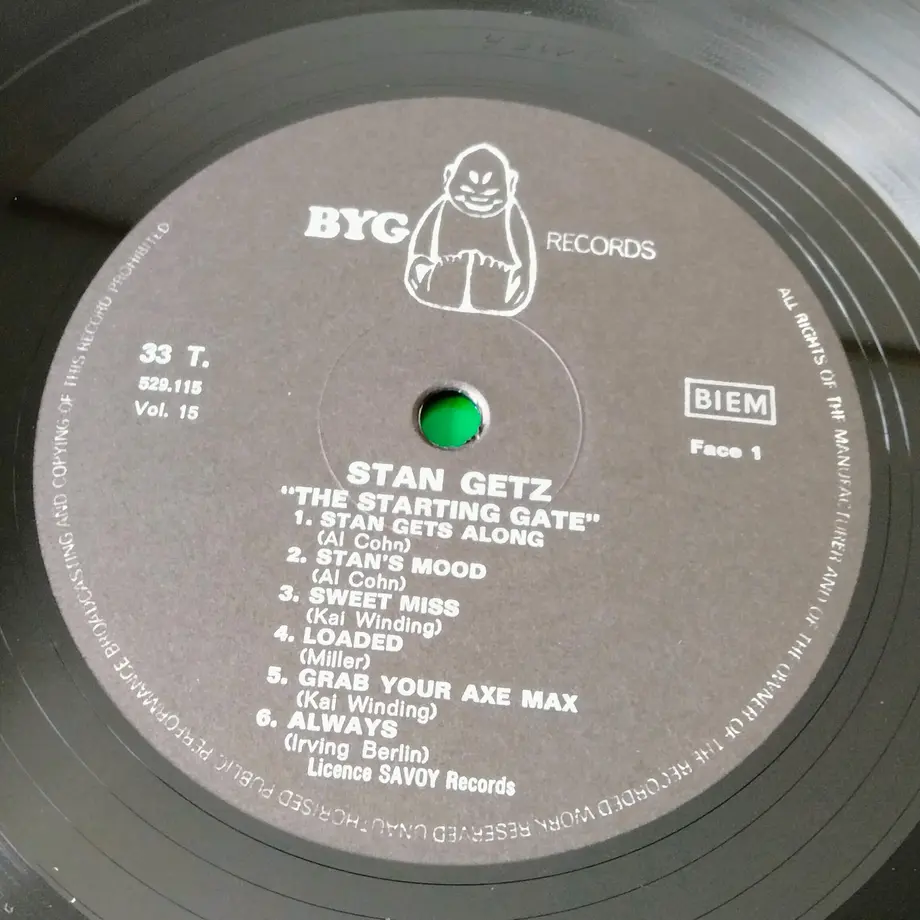 BYG RECORDS
33 T.
529.115
Vol. 15
BIEM
Face 1
STAN GETZ
"THE STARTING GATE"
1. STAN GETS ALONG
(Al Cohn)
2. STAN'S MOOD
(Al Cohn)
3. SWEET MISS
(Kai Winding)
4. LOADED
(Miller)
5. GRAB YOUR AXE MAX
(Kai Winding)
6. ALWAYS
(Irving Berlin)
Licence SAVOY Records
ALL RIGHTS OF THE MANUFACTURER AND OF THE OWNER OF THE RECORDED WORK RESERVED UNAUTHORISED PUBLIC PERFORMANCE BROADCASTING AND COPYING OF THIS RECORD PROHIBITED